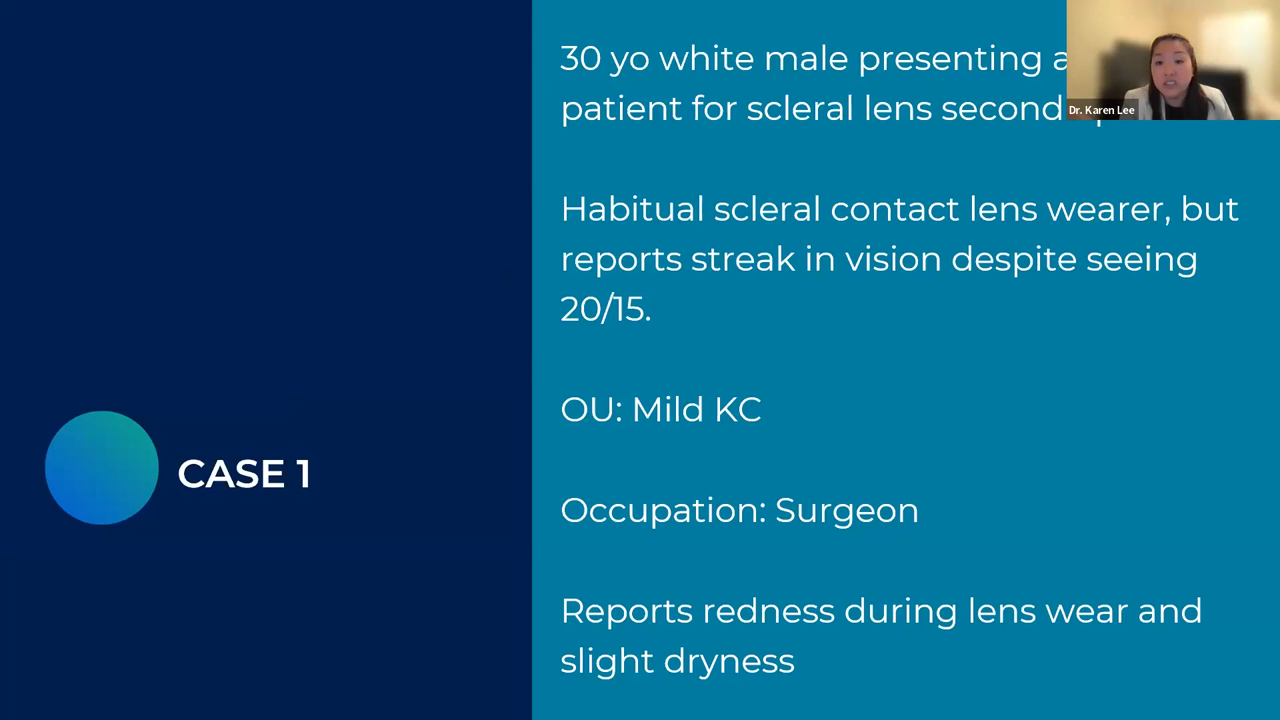 30 yo white male presenting
patient for scleral lens second
Dr. Karen Lee
Habitual scleral contact lens wearer, but
reports streak in vision despite seeing
20/15.
OU: Mild KC
CASE 1
Occupation: Surgeon
Reports redness during lens wear and
slight dryness